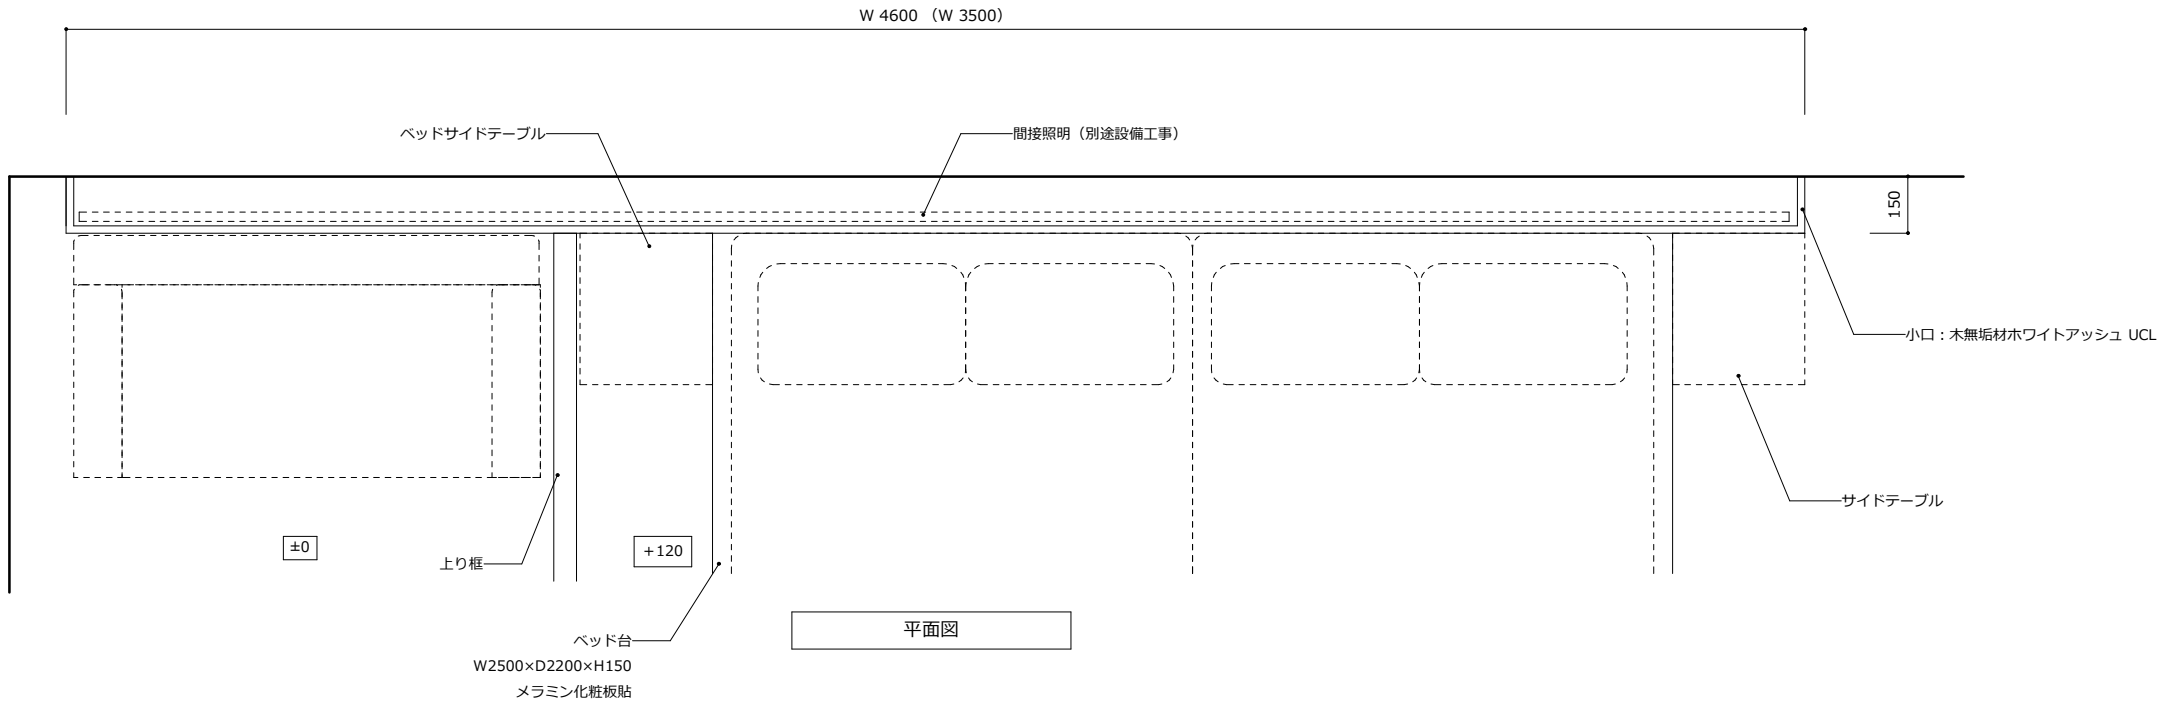 W 4600 （W 3500）
ベッドサイドテーブル
間接照明（別途設備工事）
150
小口：木無垢材ホワイトアッシュ UCL
サイドテーブル
±0
+120
上り框
平面図
ベッド台
W2500×D2200×H150
メラミン化粧板貼